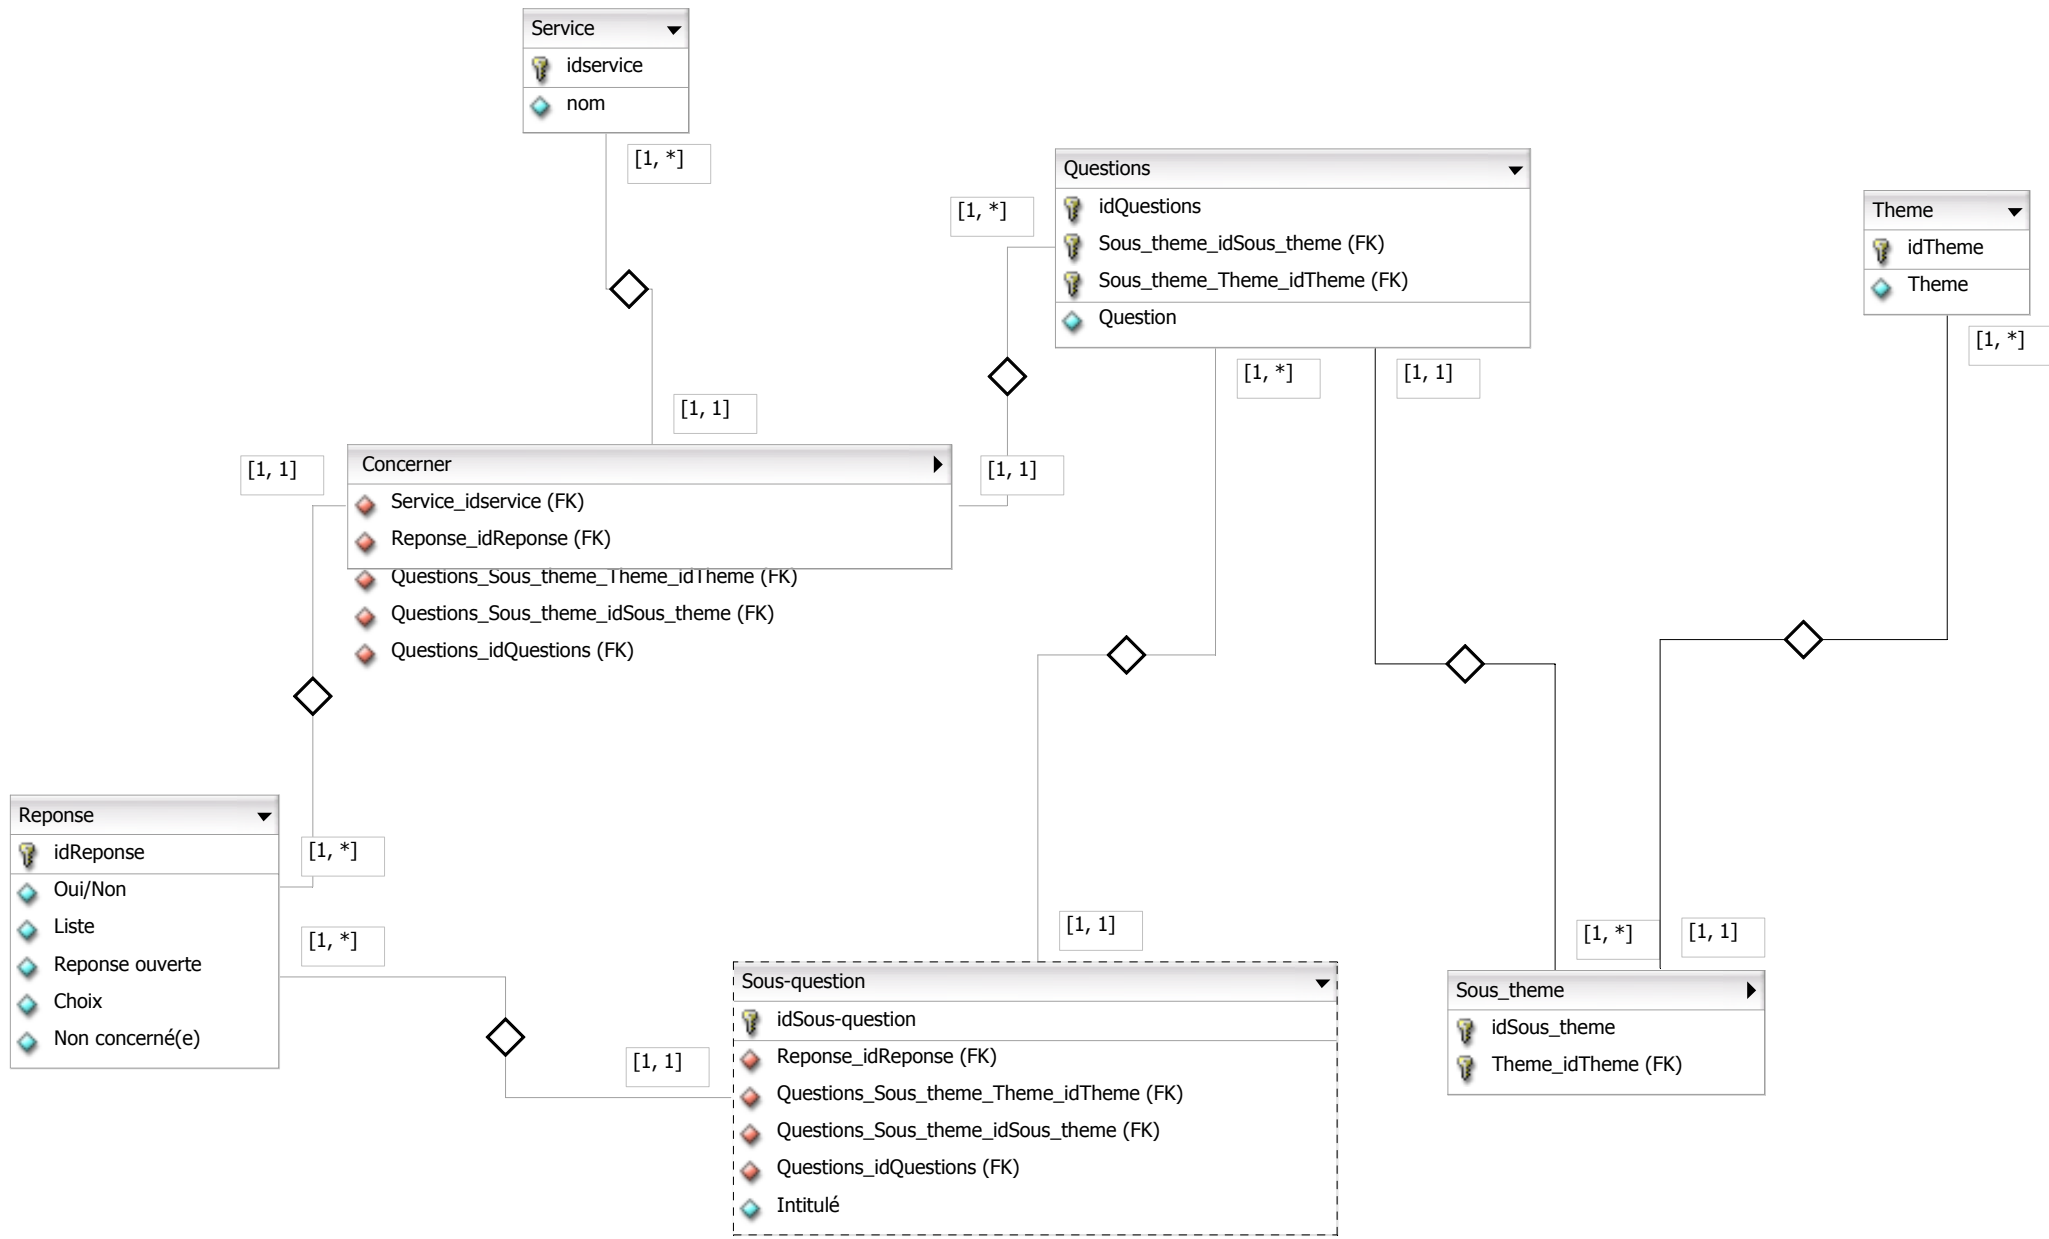 Service
idservice
nom
[1, *]
Questions
idQuestions
Sous_theme_idSous_theme (FK)
Sous_theme_Theme_idTheme (FK)
Question
[1, *]
Theme
idTheme
Theme
[1, *]
[1, *]
[1, 1]
[1, 1]
[1, 1]
Concerner
Service_idservice (FK)
Reponse_idReponse (FK)
Questions_Sous_theme_Theme_idTheme (FK)
Questions_Sous_theme_idSous_theme (FK)
Questions_idQuestions (FK)
[1, 1]
Reponse
idReponse
Oui/Non
Liste
Reponse ouverte
Choix
Non concerné(e)
[1, *]
[1, *]
[1, 1]
[1, 1]
Sous-question
idSous-question
Reponse_idReponse (FK)
Questions_Sous_theme_Theme_idTheme (FK)
Questions_Sous_theme_idSous_theme (FK)
Questions_idQuestions (FK)
Intitulé
[1, *]
[1, 1]
Sous_theme
idSous_theme
Theme_idTheme (FK)